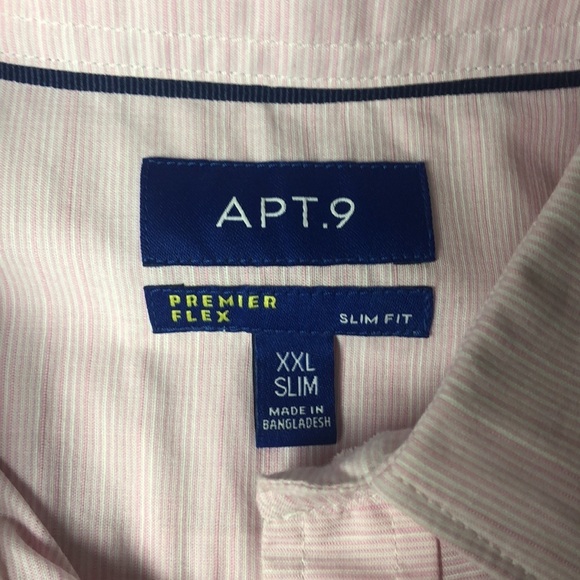 APT.9
PREMIER
FLEX
SLIM FIT
XXL
SLIM
MADE IN
BANGLADESH